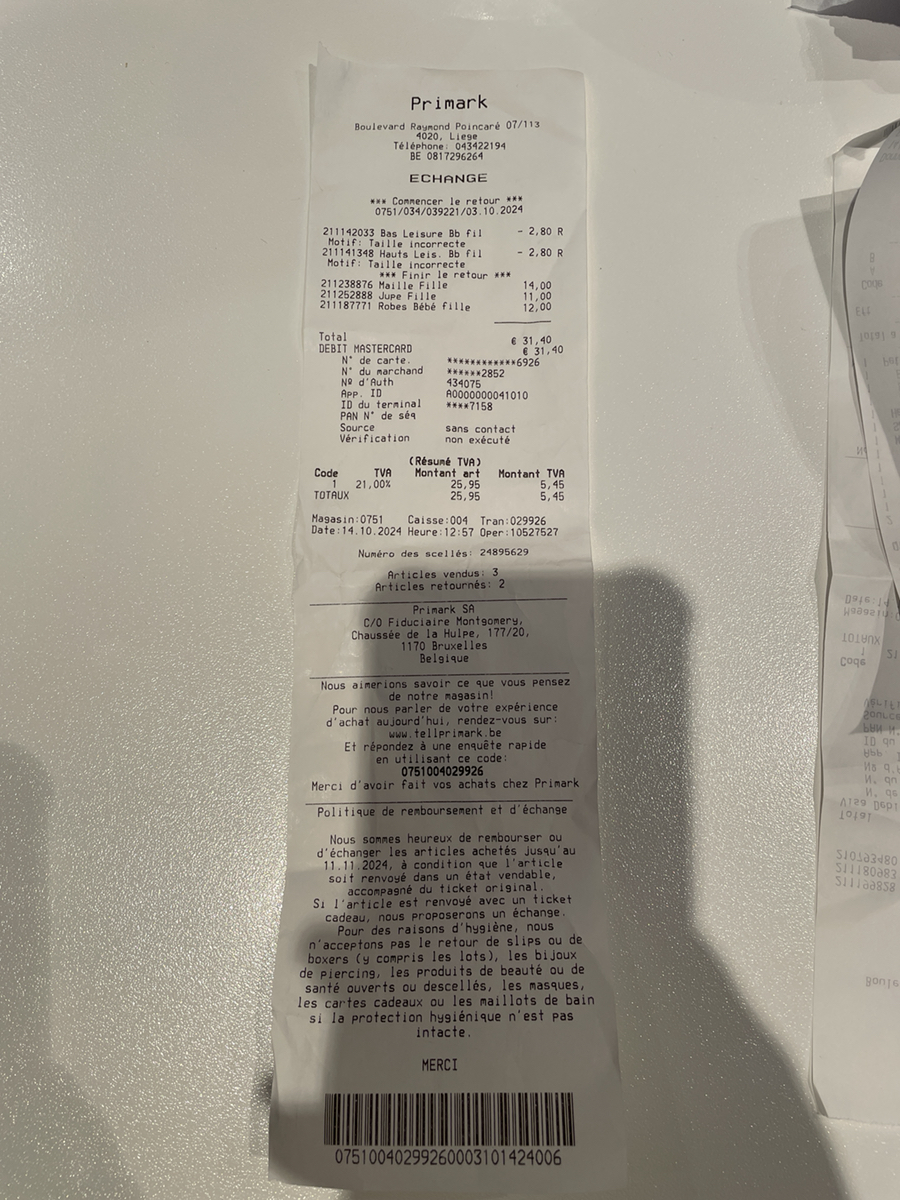 Primark
Boulevard Raymond Poincaré 07/113
4020, Liege
Téléphone: 043422194
BE 0817296264
ECHANGE
*** Commencer le retour ***
0751/034/039221/03.10.2024
211142033 Bas Leisure Bb fil - 2,80 R
Motif: Taille incorrecte
211141348 Hauts Leis. Bb fil - 2,80 R
Motif: Taille incorrecte
*** Finir le retour ***
211238876 Maille Fille 14,00
211252888 Jupe Fille 11,00
211187771 Robes Bébé fille 12,00
Total € 31,40
DEBIT MASTERCARD € 31,40
N° de carte. ************6926
N° du marchand ******2852
Nº d'Auth 434075
App. ID A0000000041010
ID du terminal ****7158
PAN N° de séq
Source sans contact
Vérification non exécuté
(Résumé TVA)
Code TVA Montant art Montant TVA
1 21,00% 25,95 5,45
TOTAUX 25,95 5,45
Magasin:0751 Caisse:004 Tran:029926
Date:14.10.2024 Heure:12:57 Oper:10527527
Numéro des scellés: 24895629
Articles vendus: 3
Articles retournés: 2
Primark SA
C/O Fiduciaire Montgomery,
Chaussée de la Hulpe, 177/20,
1170 Bruxelles
Belgique
Nous aimerions savoir ce que vous pensez
de notre magasin!
Pour nous parler de votre expérience
d'achat aujourd'hui, rendez-vous sur:
www.tellprimark.be
Et répondez à une enquête rapide
en utilisant ce code:
0751004029926
Merci d'avoir fait vos achats chez Primark
Politique de remboursement et d'échange
Nous sommes heureux de rembourser ou
d'échanger les articles achetés jusqu'au
11.11.2024, à condition que l'article
soit renvoyé dans un état vendable,
accompagné du ticket original.
Si l'article est renvoyé avec un ticket
cadeau, nous proposerons un échange.
Pour des raisons d'hygiène, nous
n'acceptons pas le retour de slips ou de
boxers (y compris les lots), les bijoux
de piercing, les produits de beauté ou de
santé ouverts ou descellés, les masques,
les cartes cadeaux ou les maillots de bain
si la protection hygiénique n'est pas
intacte.
MERCI
07510040299260003101424006